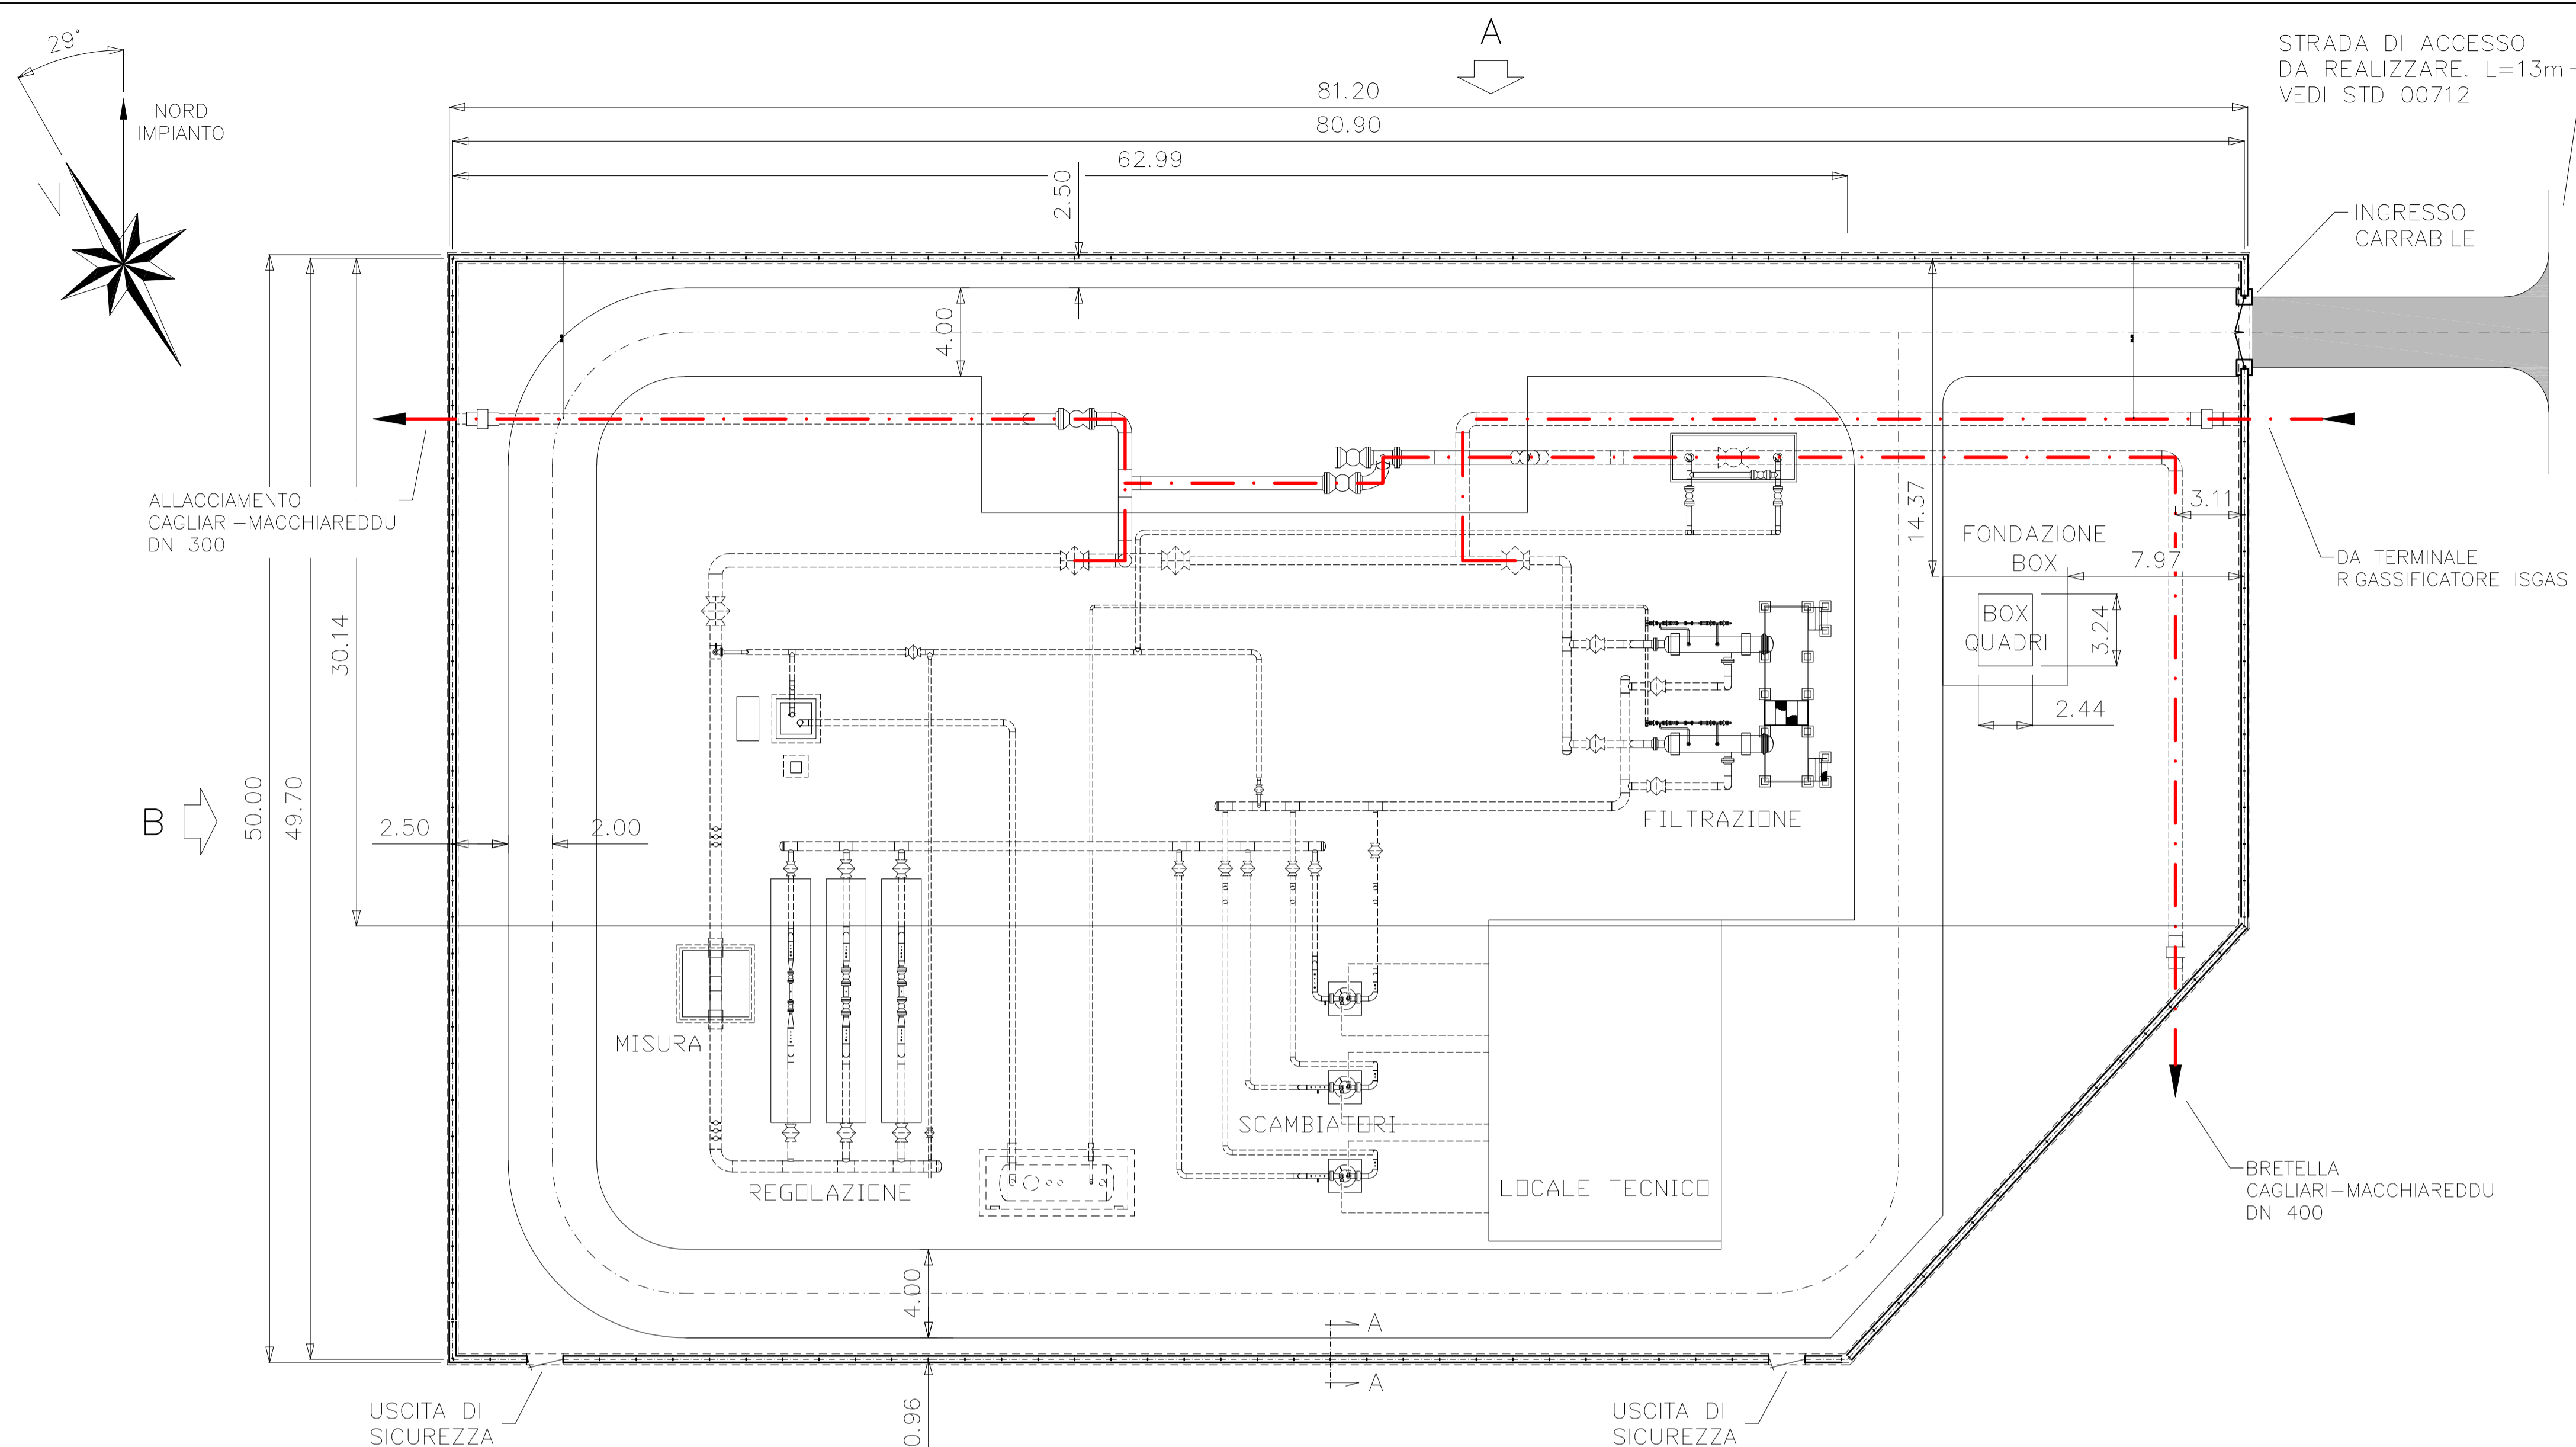 29°
NORD
IMPIANTO
N
A
81.20
80.90
62.99
2.50
STRADA DI ACCESSO
DA REALIZZARE. L=13m
VEDI STD 00712
INGRESSO
CARRABILE
4.00
ALLACCIAMENTO
CAGLIARI-MACCHIAREDDU
DN 300
14.37
3.11
FONDAZIONE
BOX
7.97
DA TERMINALE
RIGASSIFICATORE ISGAS
BOX
QUADRI
3.24
2.44
30.14
B
50.00
49.70
2.50
2.00
FILTRAZIONE
MISURA
SCAMBIATORI
REGOLAZIONE
LOCALE TECNICO
BRETELLA
CAGLIARI-MACCHIAREDDU
DN 400
4.00
A
A
0.96
USCITA DI
SICUREZZA
USCITA DI
SICUREZZA